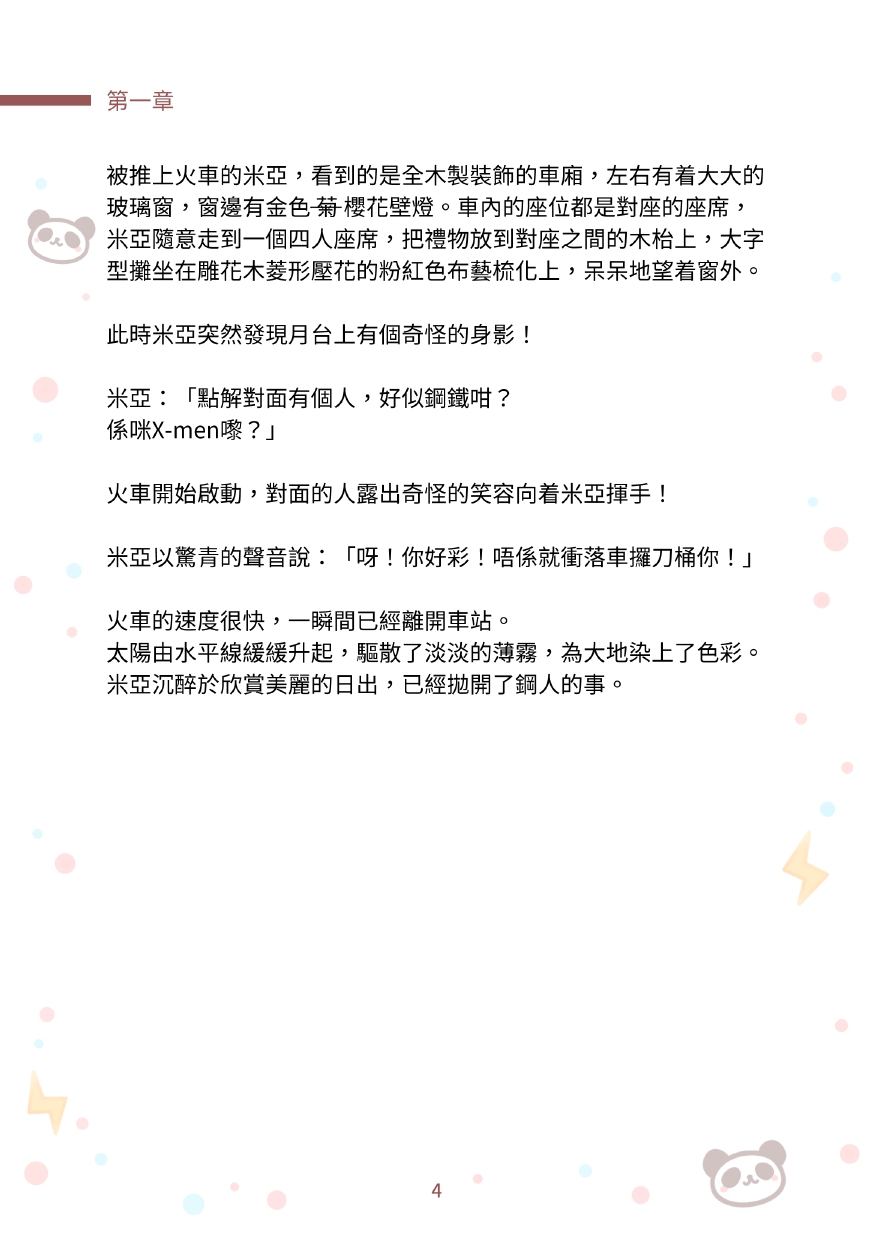 第一章
被推上火車的米亞，看到的是全木製裝飾的車廂，左右有着大大的
玻璃窗，窗邊有金色 菊 櫻花壁燈。車內的座位都是對座的座席，
米亞隨意走到一個四人座席，把禮物放到對座之間的木枱上，大字
型攤坐在雕花木菱形壓花的粉紅色布藝梳化上，呆呆地望着窗外。
此時米亞突然發現月台上有個奇怪的身影！
米亞：「點解對面有個人，好似鋼鐵咁？
係咪X-men嚟？」
火車開始啟動，對面的人露出奇怪的笑容向着米亞揮手！
米亞以驚青的聲音說：「呀！你好彩！唔係就衝落車攞刀桶你！」
火車的速度很快，一瞬間已經離開車站。
太陽由水平線緩緩升起，驅散了淡淡的薄霧，為大地染上了色彩。
米亞沉醉於欣賞美麗的日出，已經拋開了鋼人的事。
4